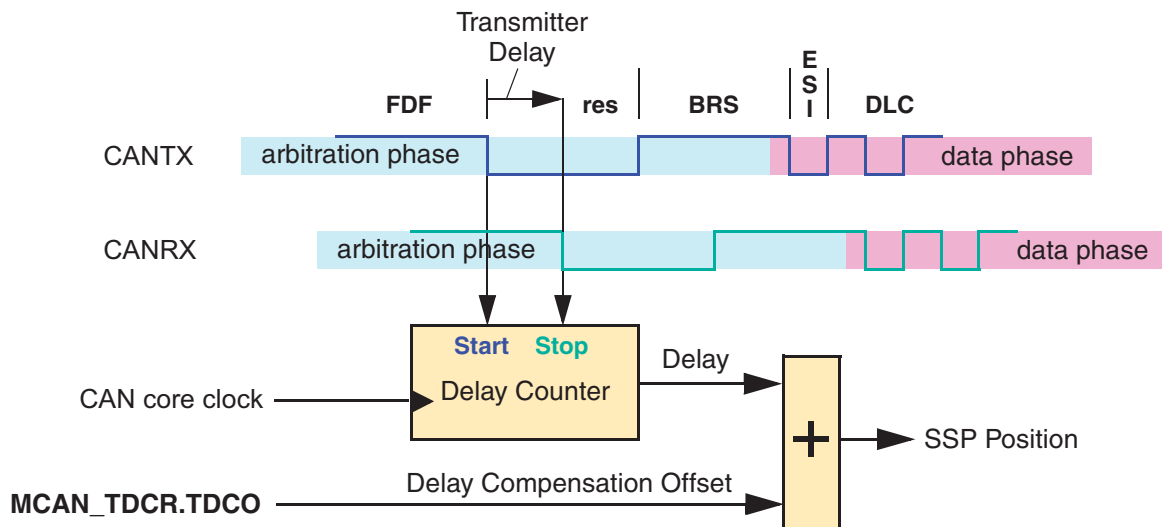 Transmitter
Delay
FDF
res
BRS
E
S
I
DLC
CANTX
arbitration phase
data phase
CANRX
arbitration phase
data phase
Start
Stop
CAN core clock
Delay Counter
Delay
+
SSP Position
Delay Compensation Offset
MCAN_TDCR.TDCO